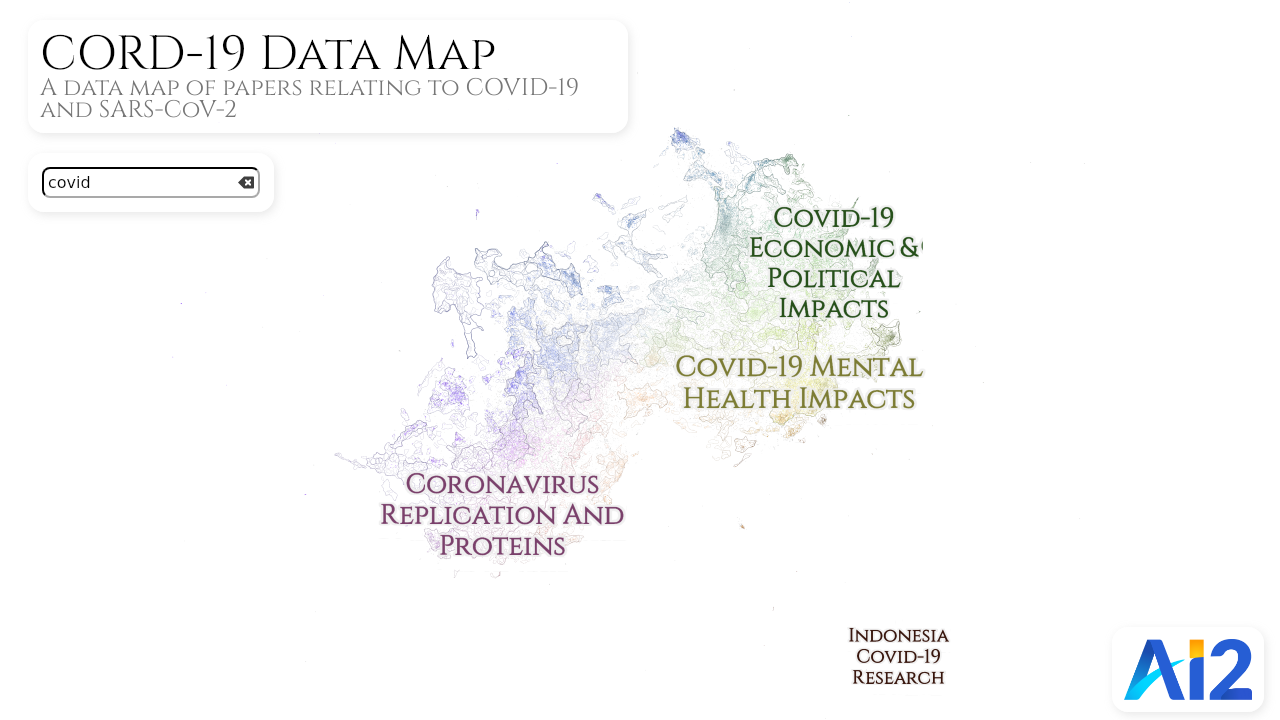 CORD-19 Data Map
A data map of papers relating to COVID-19
and SARS-CoV-2
covid
Covid-19
Economic &
Political
Impacts
Covid-19 Mental
Health Impacts
Coronavirus
Replication And
Proteins
Indonesia
Covid-19
Research
Ai2